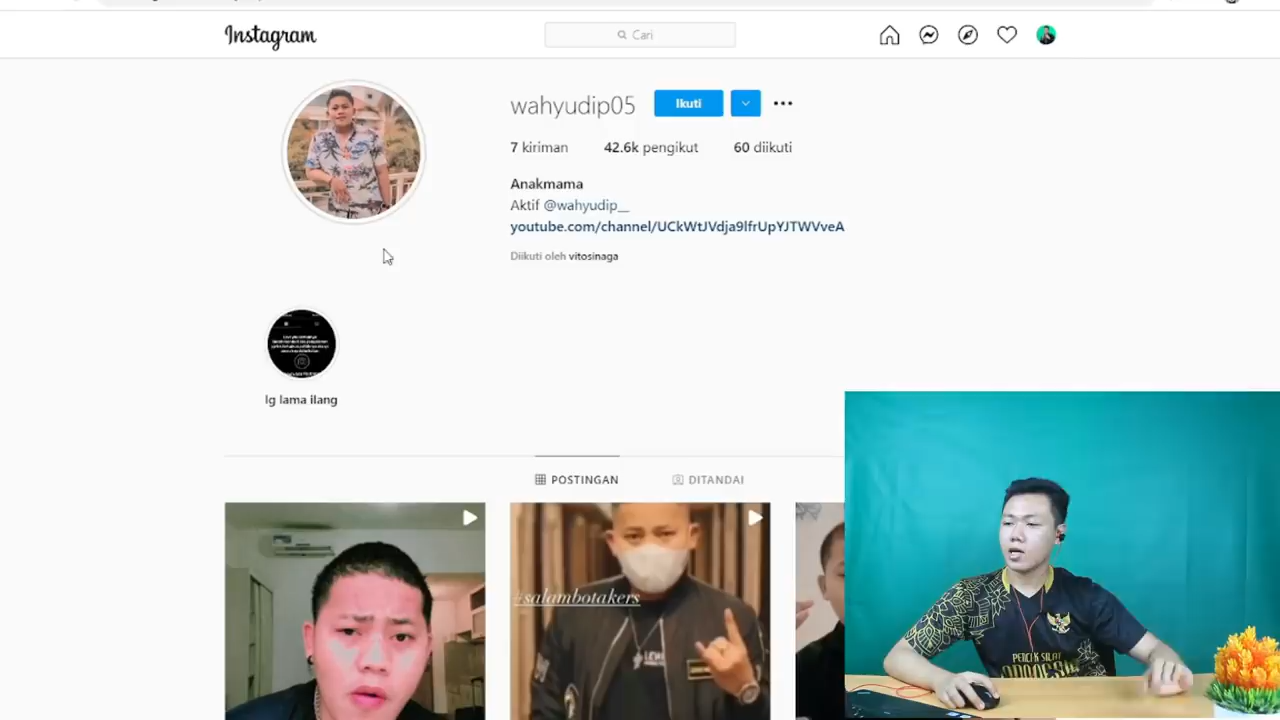 Instagram
Cari
wahyudip05
Ikuti
7 kiriman
42.6k pengikut
60 diikuti
Anakmama
Aktif @wahyudip__
youtube.com/channel/UCkWtJVdja9lfrUpYJTWVveA
Diikuti oleh vitosinaga
Ig lama ilang
POSTINGAN
DITANDAI
#salambotakers
PENCAK SILAT